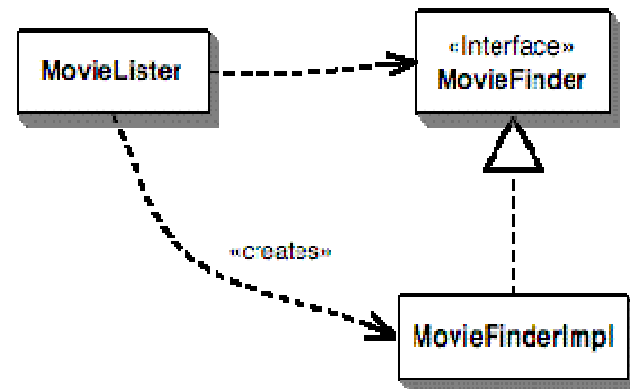 MovieLister
«Interface»
MovieFinder
«creates»
MovieFinderImpl